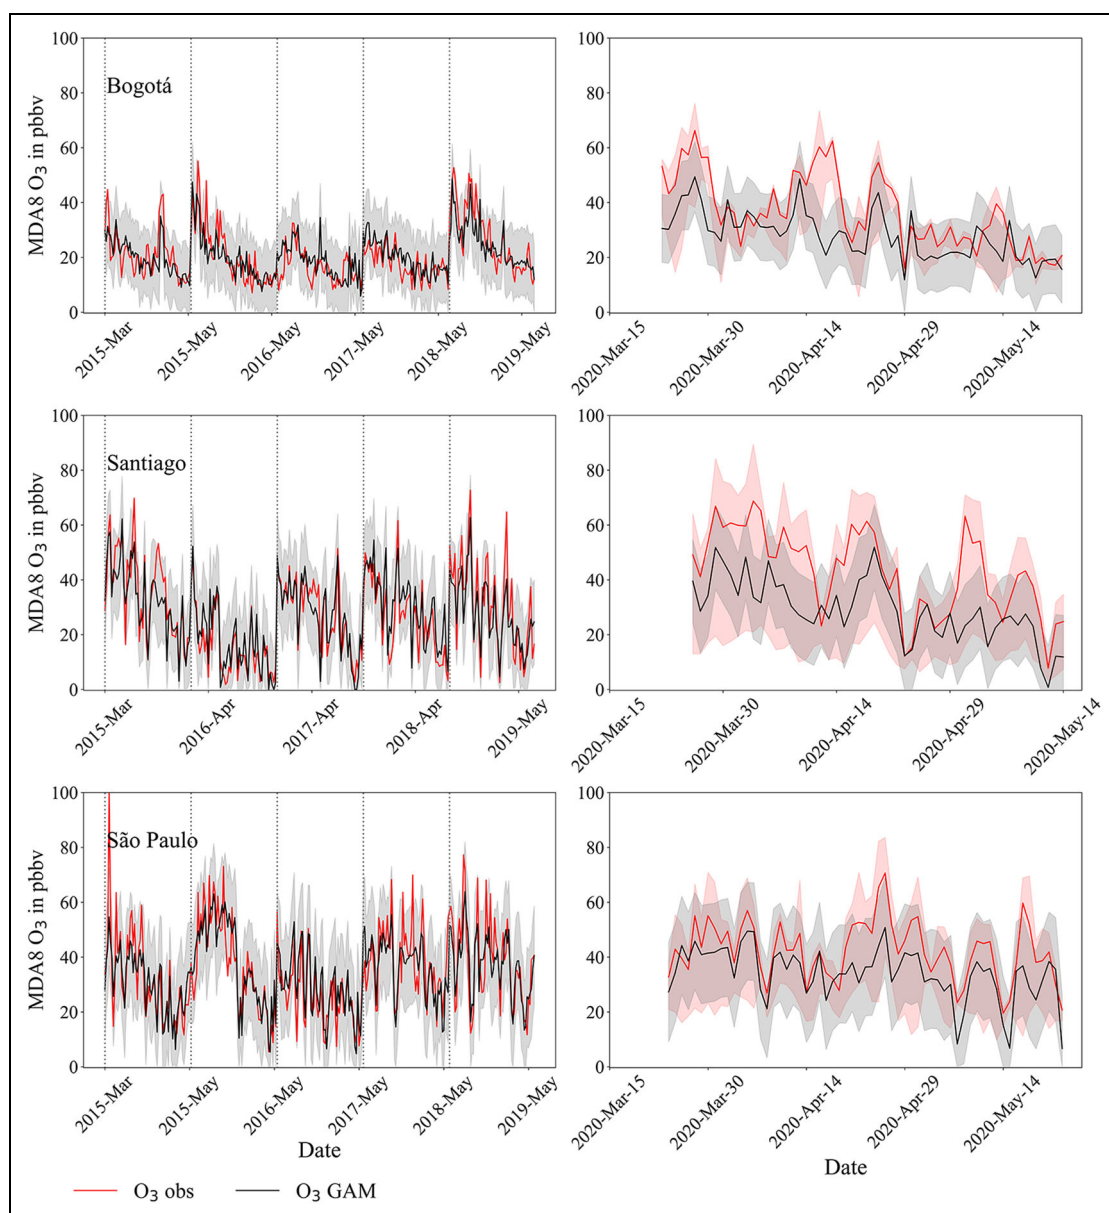 100
80
60
40
20
0
MDA8 O₃ in pbbv
Bogotá
2015-Mar
2015-May
2016-May
2017-May
2018-May
2019-May
100
80
60
40
20
0
2020-Mar-15
2020-Mar-30
2020-Apr-14
2020-Apr-29
2020-May-14
100
80
60
40
20
0
MDA8 O₃ in pbbv
Santiago
2015-Mar
2016-Apr
2017-Apr
2018-Apr
2019-May
100
80
60
40
20
0
2020-Mar-15
2020-Mar-30
2020-Apr-14
2020-Apr-29
2020-May-14
100
80
60
40
20
0
MDA8 O₃ in pbbv
São Paulo
2015-Mar
2015-May
2016-May
2017-May
2018-May
2019-May
Date
100
80
60
40
20
0
2020-Mar-15
2020-Mar-30
2020-Apr-14
2020-Apr-29
2020-May-14
Date
O₃ obs
O₃ GAM